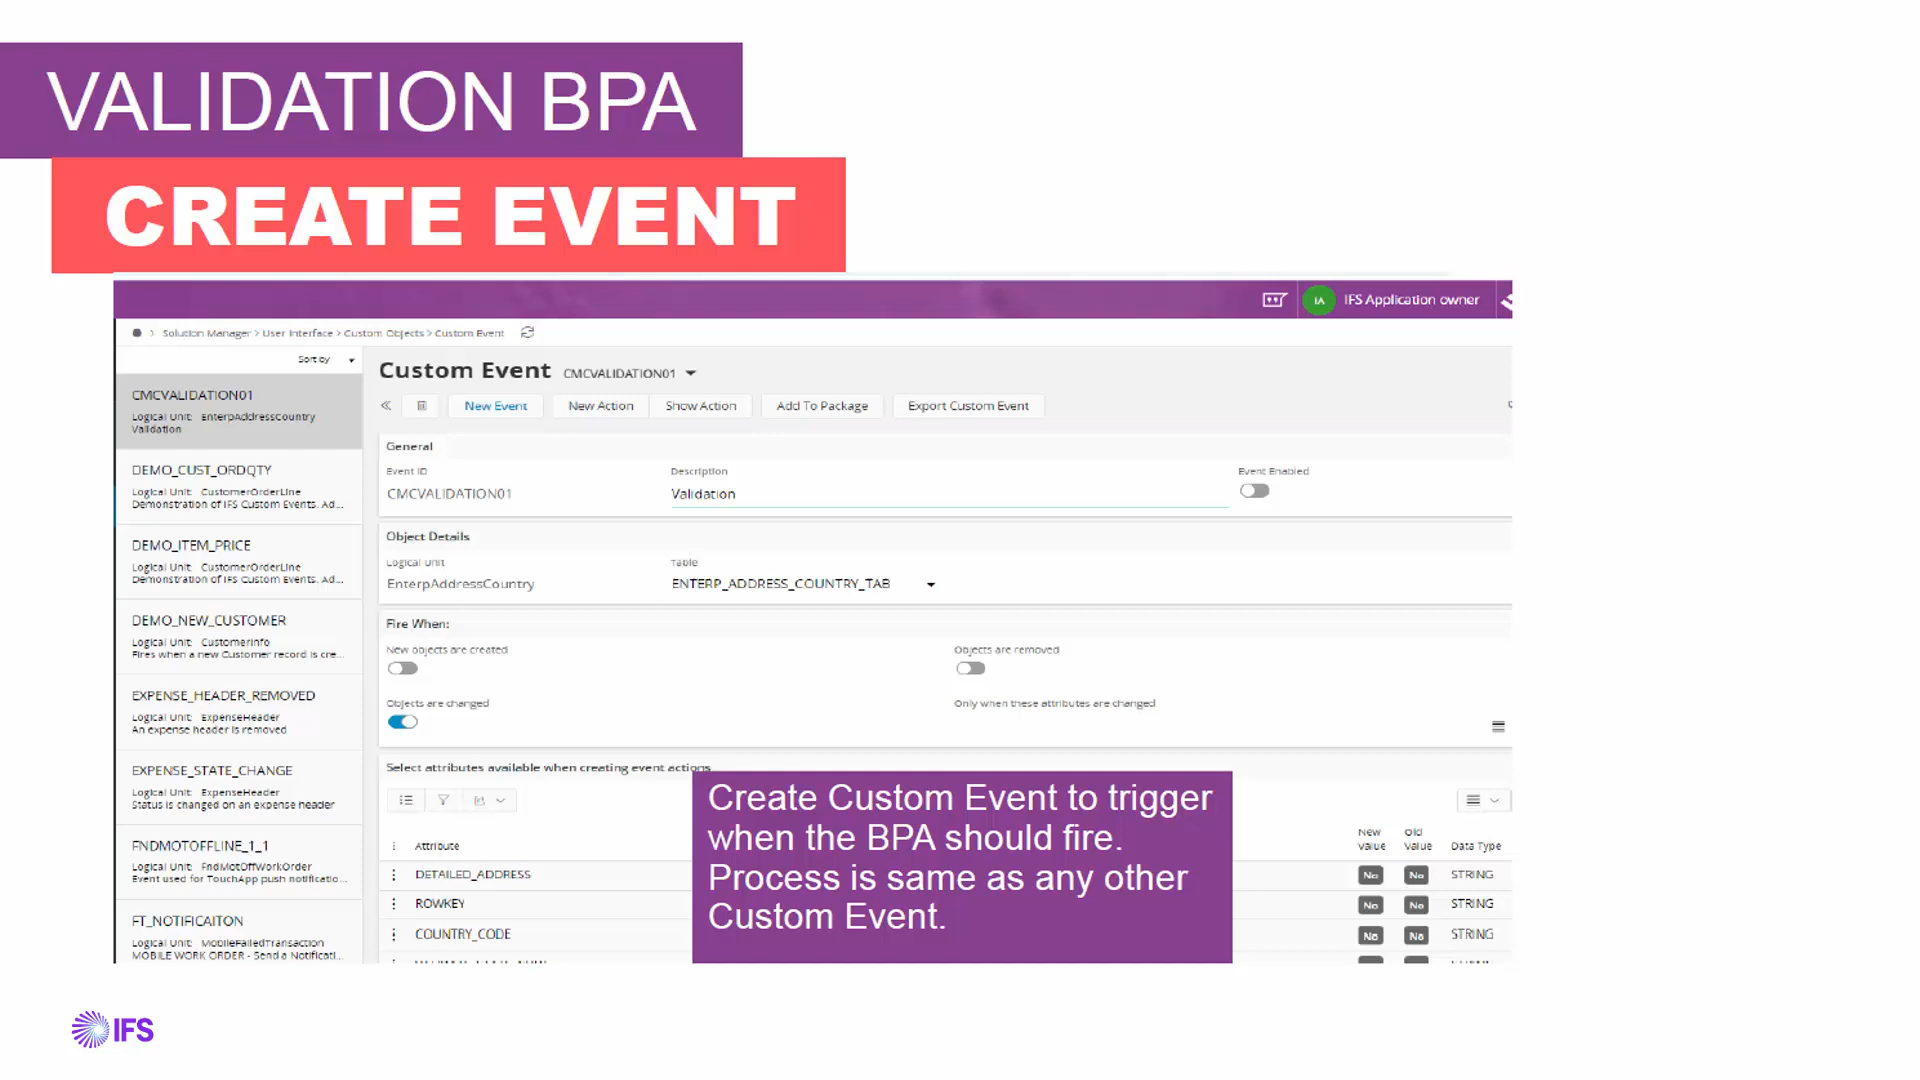 VALIDATION BPA
CREATE EVENT
IA IFS Application owner
Solution Manager > User Interface > Custom Objects > Custom Event
Sort by
CMCVALIDATION01
Logical Unit: EnterpAddressCountry
Validation
DEMO_CUST_ORDQTY
Logical Unit: CustomerOrderLine
Demonstration of IFS Custom Events. Ad...
DEMO_ITEM_PRICE
Logical Unit: CustomerOrderLine
Demonstration of IFS Custom Events. Ad...
DEMO_NEW_CUSTOMER
Logical Unit: CustomerInfo
Fires when a new Customer record is cre...
EXPENSE_HEADER_REMOVED
Logical Unit: ExpenseHeader
An expense header is removed
EXPENSE_STATE_CHANGE
Logical Unit: ExpenseHeader
Status is changed on an expense header
FNDMOTOFFLINE_1_1
Logical Unit: FndMotOffWorkOrder
Event used for TouchApp push notificatio...
FT_NOTIFICAITON
Logical Unit: MobileFailedTransaction
MOBILE WORK ORDER - Send a Notificati...
Custom Event CMCVALIDATION01
New Event New Action Show Action Add To Package Export Custom Event
General
Event ID Description Event Enabled
CMCVALIDATION01 Validation
Object Details
Logical Unit Table
EnterpAddressCountry ENTERP_ADDRESS_COUNTRY_TAB
Fire When:
New objects are created Objects are removed
Objects are changed Only when these attributes are changed
Select attributes available when creating event actions
Attribute New Value Old Value Data Type
DETAILED_ADDRESS No No STRING
ROWKEY No No STRING
COUNTRY_CODE No No STRING
Create Custom Event to trigger
when the BPA should fire.
Process is same as any other
Custom Event.
IFS